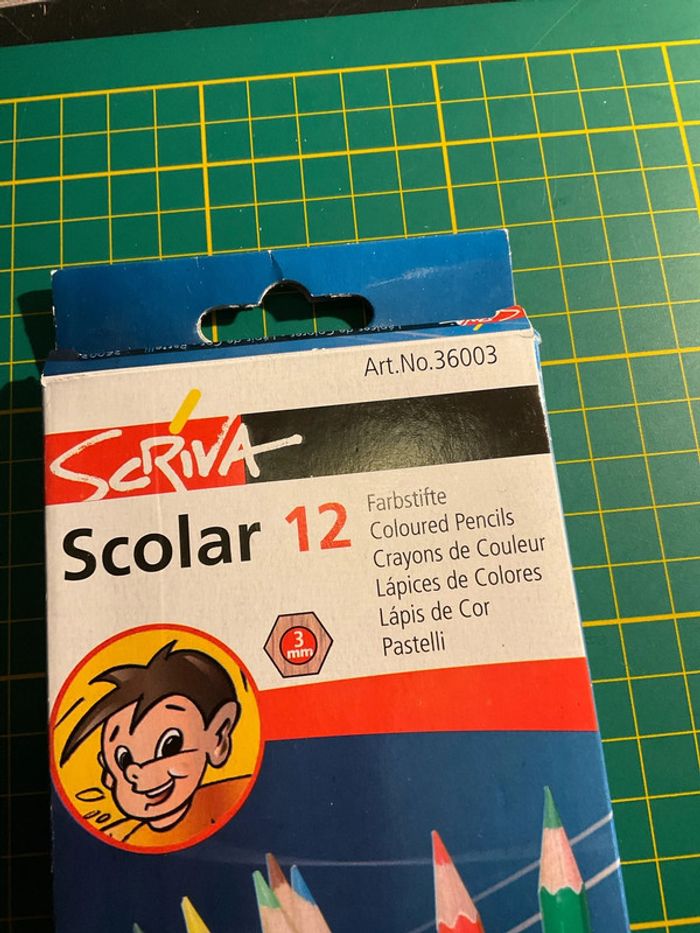 Art.No.36003
SCRIVA
Scolar 12
Farbstifte
Coloured Pencils
Crayons de Couleur
Lápices de Colores
Lápis de Cor
Pastelli
3
mm